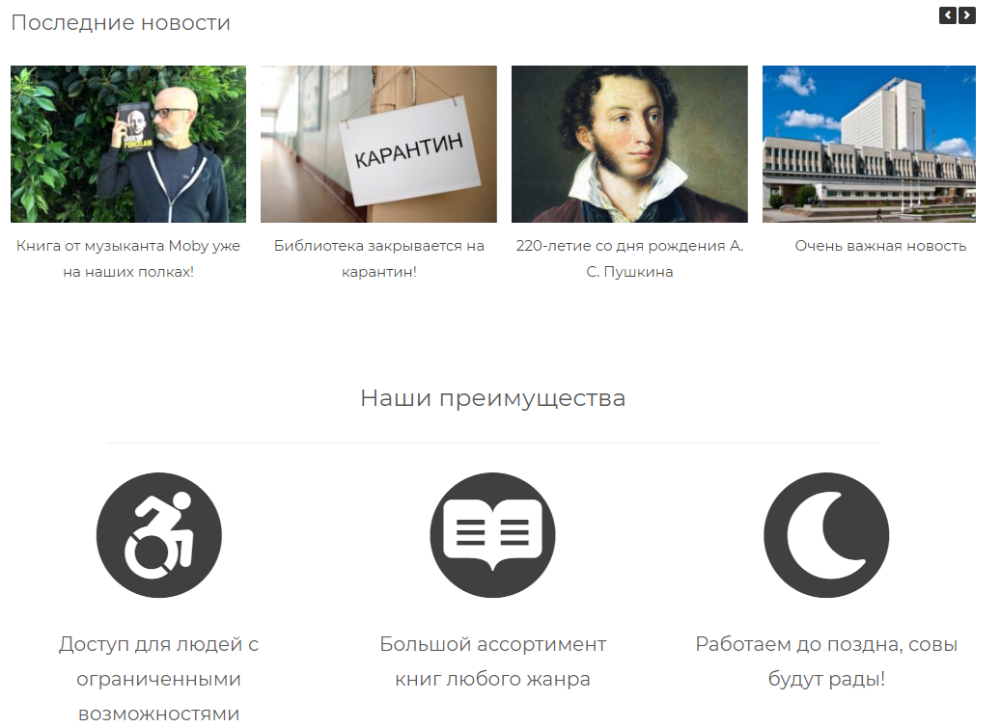 Последние новости
PORCELAIN
КАРАНТИН
Книга от музыканта Moby уже
на наших полках!
Библиотека закрывается на
карантин!
220-летие со дня рождения А.
С. Пушкина
Очень важная новость
Наши преимущества
Доступ для людей с
ограниченными
возможностями
Большой ассортимент
книг любого жанра
Работаем до поздна, совы
будут рады!